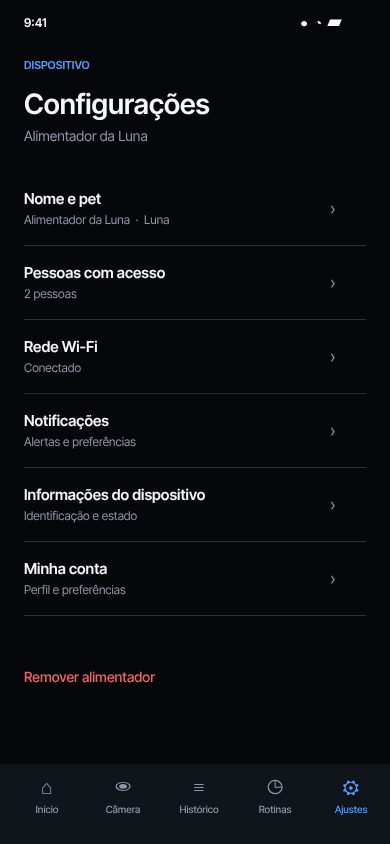 9:41
DISPOSITIVO
Configurações
Alimentador da Luna
Nome e pet
Alimentador da Luna · Luna
Pessoas com acesso
2 pessoas
Rede Wi-Fi
Conectado
Notificações
Alertas e preferências
Informações do dispositivo
Identificação e estado
Minha conta
Perfil e preferências
Remover alimentador
Início
Câmera
Histórico
Rotinas
Ajustes